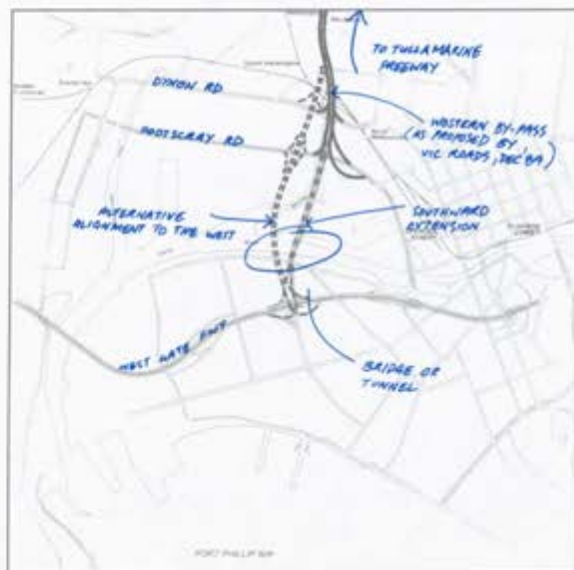 TO TULLAMARINE
FREEWAY
DYNON RD
WESTERN BY-PASS
(AS PROPOSED BY
VIC ROADS, DEC '89)
FOOTSCRAY RD
ALTERNATIVE
ALIGNMENT TO THE WEST
SOUTHWARD
EXTENSION
WEST GATE FWY
BRIDGE OR
TUNNEL
PORT PHILLIP BAY